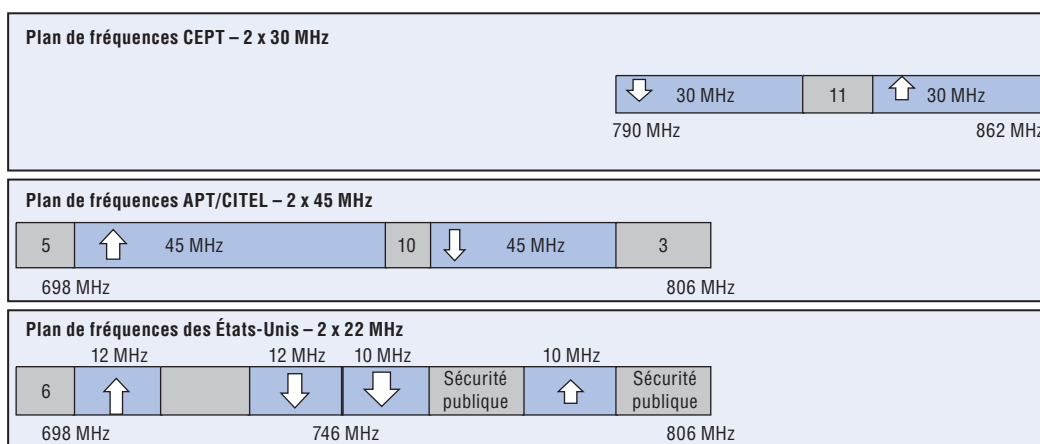 Plan de fréquences CEPT – 2 x 30 MHz
30 MHz 11 30 MHz
790 MHz 862 MHz
Plan de fréquences APT/CITEL – 2 x 45 MHz
5 45 MHz 10 45 MHz 3
698 MHz 806 MHz
Plan de fréquences des États-Unis – 2 x 22 MHz
12 MHz 12 MHz 10 MHz 10 MHz
6 Sécurité publique Sécurité publique
698 MHz 746 MHz 806 MHz